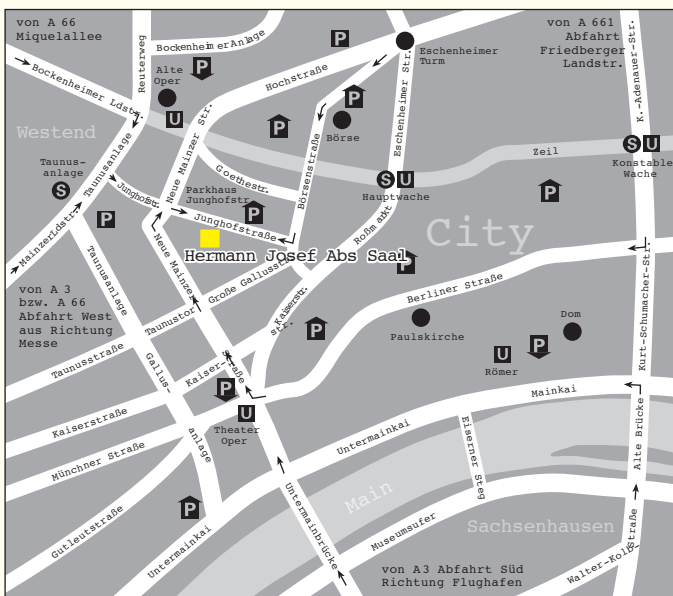 von A 66
Miquelallee
Reuterweg
Bockenheimer Anlage
P
P
Eschenheimer
Turm
von A 661
Abfahrt
Friedberger
Landstr.
K.-Adenauer-Str.
Bockenheimer Ldstr.
Alte
Oper
U
Hochstraße
P
P
Börse
Eschenheimer Str.
Westend
Taunus-
anlage
S
Taunusanlage
Neue Mainzer Str.
Goethestr.
Börsenstraße
Zeil
S U
Konstabler
Wache
S U
Hauptwache
P
Junghofstr.
Parkhaus
Junghofstr.
P
P
Junghofstraße
Roßmarkt
City
MainzerLdstr.
Hermann Josef Abs Saal
P
von A 3
bzw. A 66
Abfahrt West
aus Richtung
Messe
Taunusanlage
Neue Mainzer
Große Gallusstr.
Taunustor
Kaiserstr.
Berliner Straße
Kurt-Schumacher-Str.
Taunusstraße
P
Paulskirche
Dom
U
Römer
P
Gallus-
anlage
Kaiser-
str.
Straße
P
Kaiserstraße
U
Theater
Oper
Mainkai
Münchner Straße
Untermainkai
Eiserner Steg
Alte Brücke
P
Main
Gutleutstraße
Untermainkai
Untermainbrücke
Museumsufer
Sachsenhausen
Walter-Kolb-
Straße
von A3 Abfahrt Süd
Richtung Flughafen